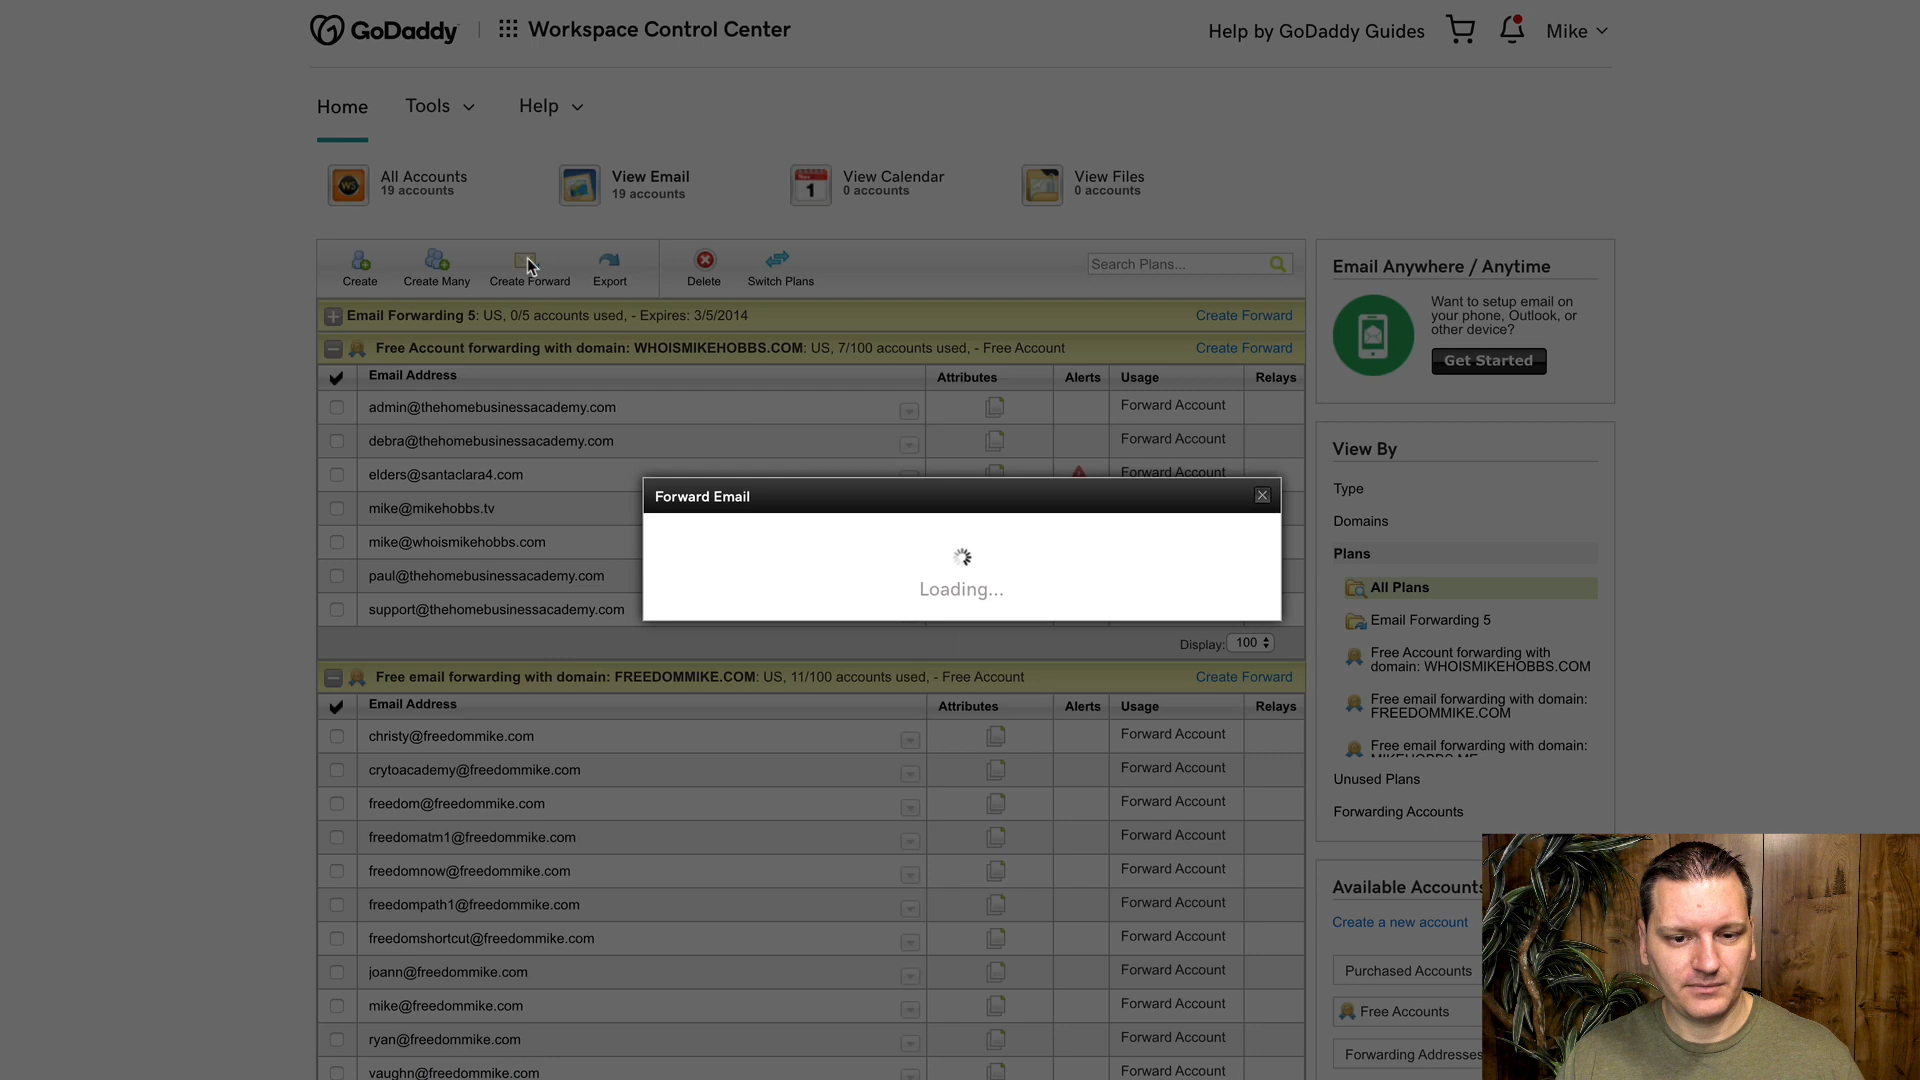 GoDaddy
Workspace Control Center
Help by GoDaddy Guides
Mike
Home
Tools
Help
All Accounts
19 accounts
View Email
19 accounts
Nov
1
View Calendar
0 accounts
View Files
0 accounts
Create
Create Many
Create Forward
Export
Delete
Switch Plans
Search Plans...
Email Forwarding 5: US, 0/5 accounts used, - Expires: 3/5/2014
Create Forward
Free Account forwarding with domain: WHOISMIKEHOBBS.COM: US, 7/100 accounts used, - Free Account
Create Forward
Email Address
Attributes
Alerts
Usage
Relays
admin@thehomebusinessacademy.com
Forward Account
debra@thehomebusinessacademy.com
Forward Account
elders@santaclara4.com
Forward Account
mike@mikehobbs.tv
mike@whoismikehobbs.com
paul@thehomebusinessacademy.com
support@thehomebusinessacademy.com
Forward Email
Loading...
Display: 100
Free email forwarding with domain: FREEDOMMIKE.COM: US, 11/100 accounts used, - Free Account
Create Forward
Email Address
Attributes
Alerts
Usage
Relays
christy@freedommike.com
Forward Account
crytoacademy@freedommike.com
Forward Account
freedom@freedommike.com
Forward Account
freedomatm1@freedommike.com
Forward Account
freedomnow@freedommike.com
Forward Account
freedompath1@freedommike.com
Forward Account
freedomshortcut@freedommike.com
Forward Account
joann@freedommike.com
Forward Account
mike@freedommike.com
Forward Account
ryan@freedommike.com
Forward Account
vaughn@freedommike.com
Forward Account
Email Anywhere / Anytime
Want to setup email on
your phone, Outlook, or
other device?
Get Started
View By
Type
Domains
Plans
All Plans
Email Forwarding 5
Free Account forwarding with
domain: WHOISMIKEHOBBS.COM
Free email forwarding with domain:
FREEDOMMIKE.COM
Free email forwarding with domain:
MIKEHOBBS.ME
Unused Plans
Forwarding Accounts
Available Accounts
Create a new account
Purchased Accounts
Free Accounts
Forwarding Addresses